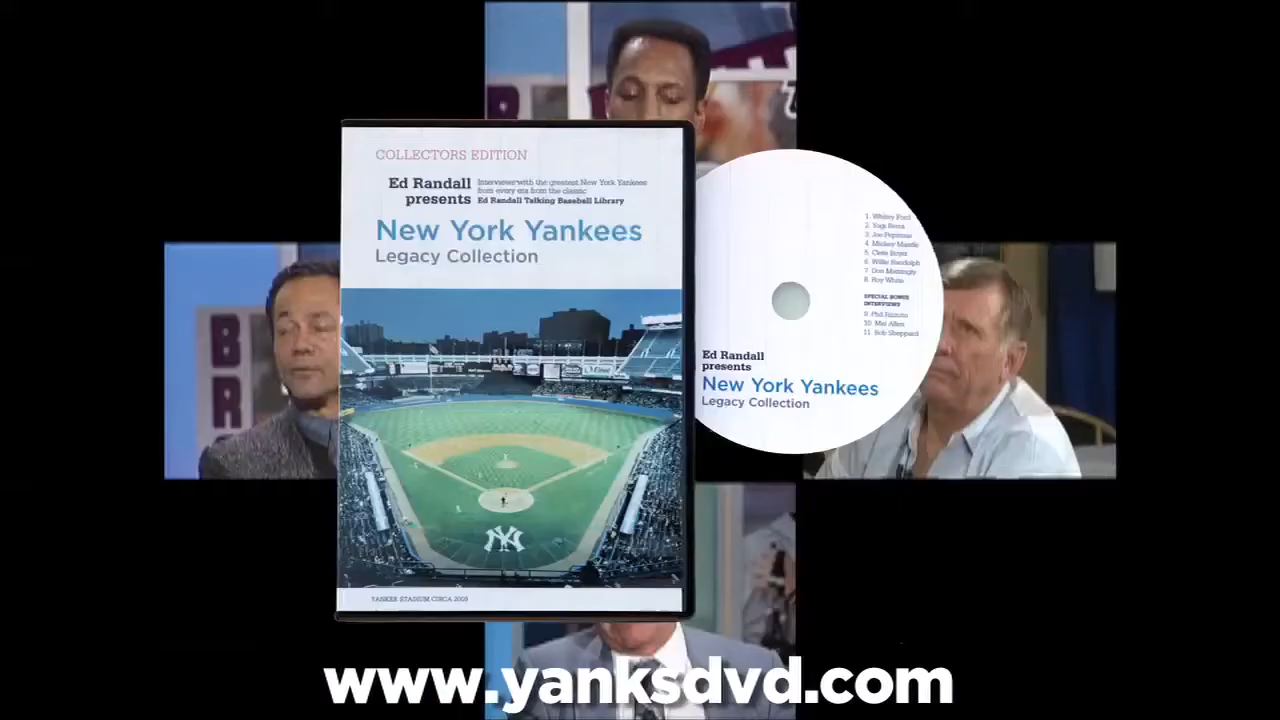 COLLECTORS EDITION
Ed Randall
presents
Interviews with the greatest New York Yankees
from every era from the classic
Ed Randall Talking Baseball Library
New York Yankees
Legacy Collection
YANKEE STADIUM CIRCA 2009
1. Whitey Ford
2. Yogi Berra
3. Joe Pepitone
4. Mickey Mantle
5. Clete Boyer
6. Willie Randolph
7. Don Mattingly
8. Roy White
SPECIAL BONUS
INTERVIEWS
9. Phil Rizzuto
10. Mel Allen
11. Bob Sheppard
Ed Randall
presents
New York Yankees
Legacy Collection
www.yanksdvd.com